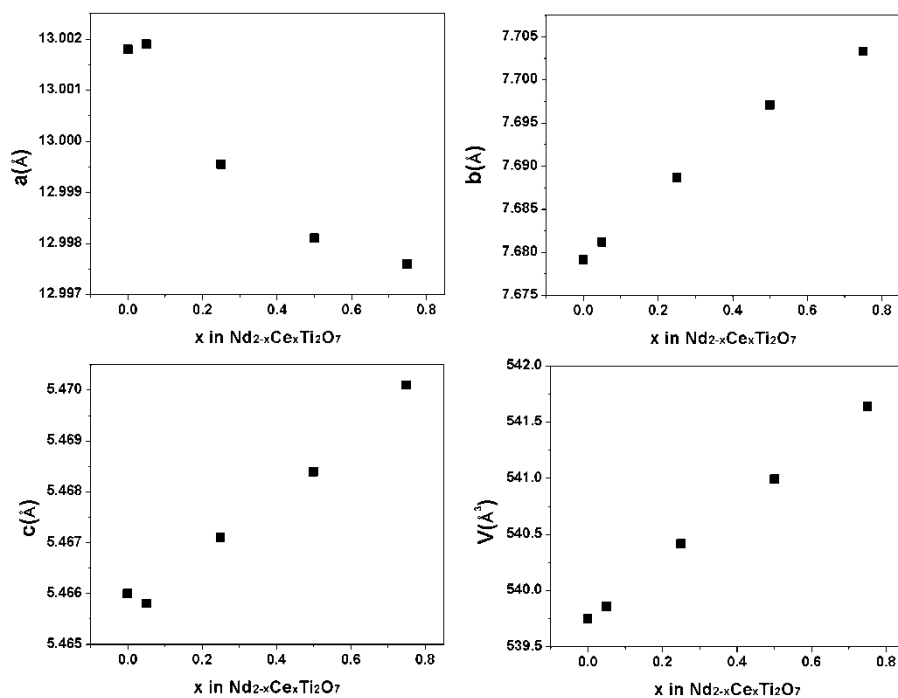 13.002
13.001
13.000
12.999
12.998
12.997
a(Å)
0.0 0.2 0.4 0.6 0.8
x in Nd₂₋ₓCeₓTi₂O₇
7.705
7.700
7.695
7.690
7.685
7.680
7.675
b(Å)
0.0 0.2 0.4 0.6 0.8
x in Nd₂₋ₓCeₓTi₂O₇
5.470
5.469
5.468
5.467
5.466
5.465
c(Å)
0.0 0.2 0.4 0.6 0.8
x in Nd₂₋ₓCeₓTi₂O₇
542.0
541.5
541.0
540.5
540.0
539.5
V(Å³)
0.0 0.2 0.4 0.6 0.8
x in Nd₂₋ₓCeₓTi₂O₇